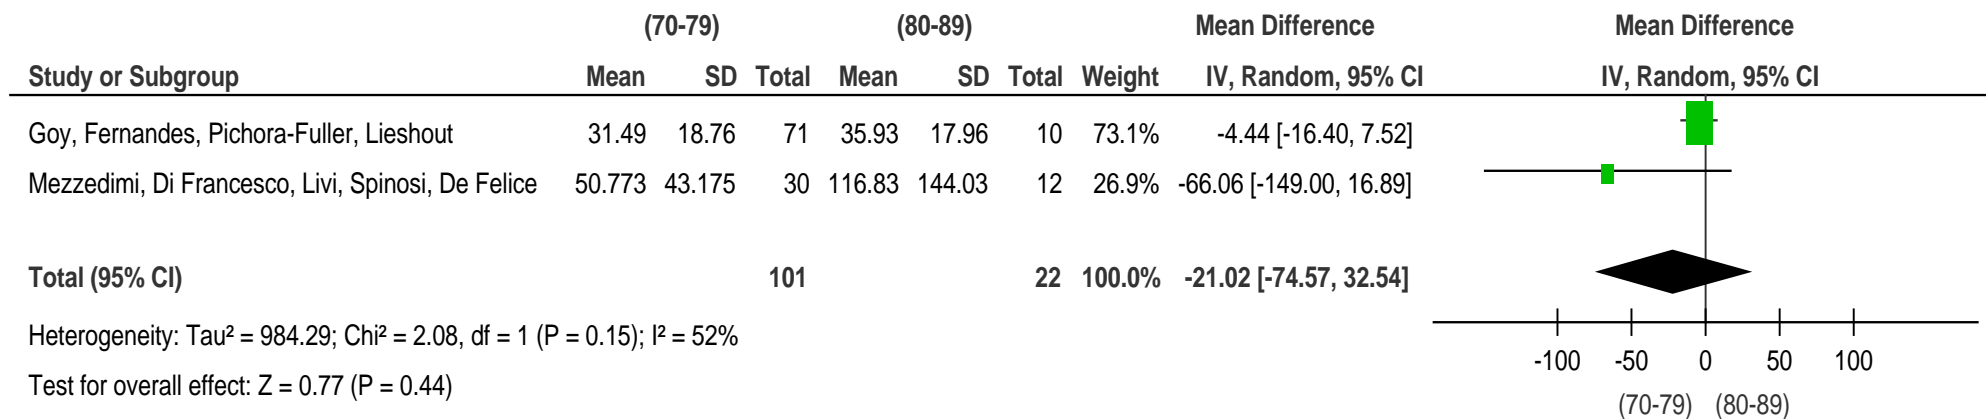 (70-79) (80-89) Mean Difference Mean Difference
Study or Subgroup Mean SD Total Mean SD Total Weight IV, Random, 95% CI IV, Random, 95% CI
Goy, Fernandes, Pichora-Fuller, Lieshout 31.49 18.76 71 35.93 17.96 10 73.1% -4.44 [-16.40, 7.52]
Mezzedimi, Di Francesco, Livi, Spinosi, De Felice 50.773 43.175 30 116.83 144.03 12 26.9% -66.06 [-149.00, 16.89]
Total (95% CI) 101 22 100.0% -21.02 [-74.57, 32.54]
Heterogeneity: Tau² = 984.29; Chi² = 2.08, df = 1 (P = 0.15); I² = 52%
Test for overall effect: Z = 0.77 (P = 0.44)
-100 -50 0 50 100
(70-79) (80-89)